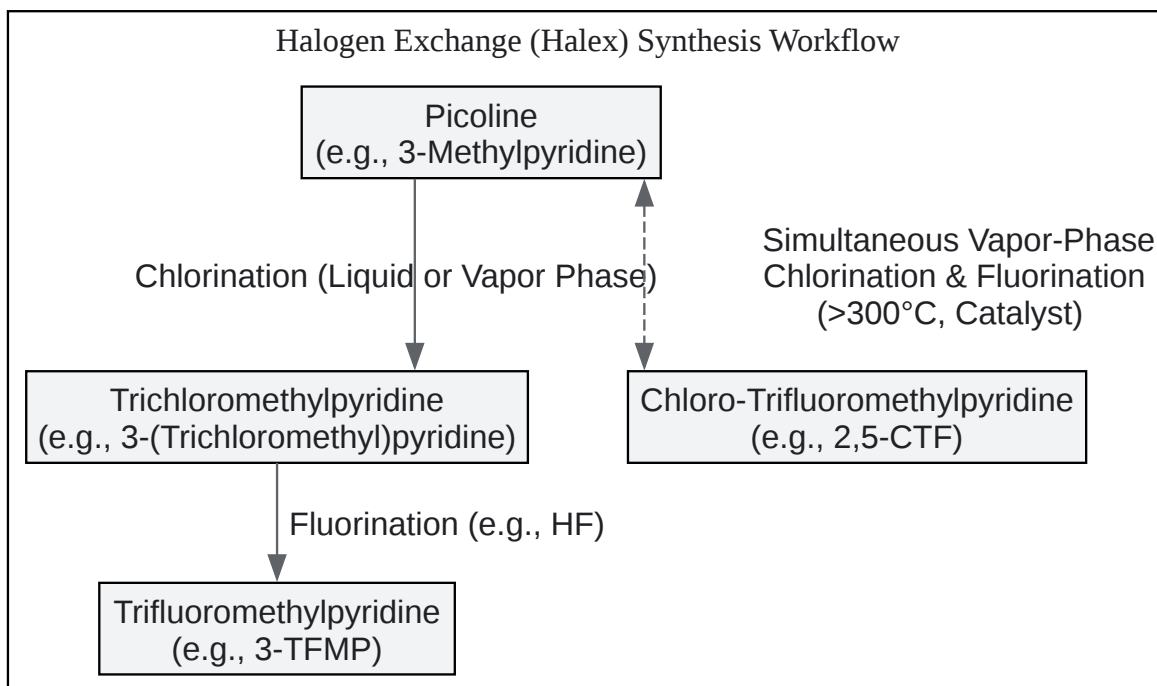 Halogen Exchange (Halex) Synthesis Workflow
Picoline
(e.g., 3-Methylpyridine)
Chlorination (Liquid or Vapor Phase)
Simultaneous Vapor-Phase
Chlorination & Fluorination
(>300°C, Catalyst)
Trichloromethylpyridine
(e.g., 3-(Trichloromethyl)pyridine)
Chloro-Trifluoromethylpyridine
(e.g., 2,5-CTF)
Fluorination (e.g., HF)
Trifluoromethylpyridine
(e.g., 3-TFMP)